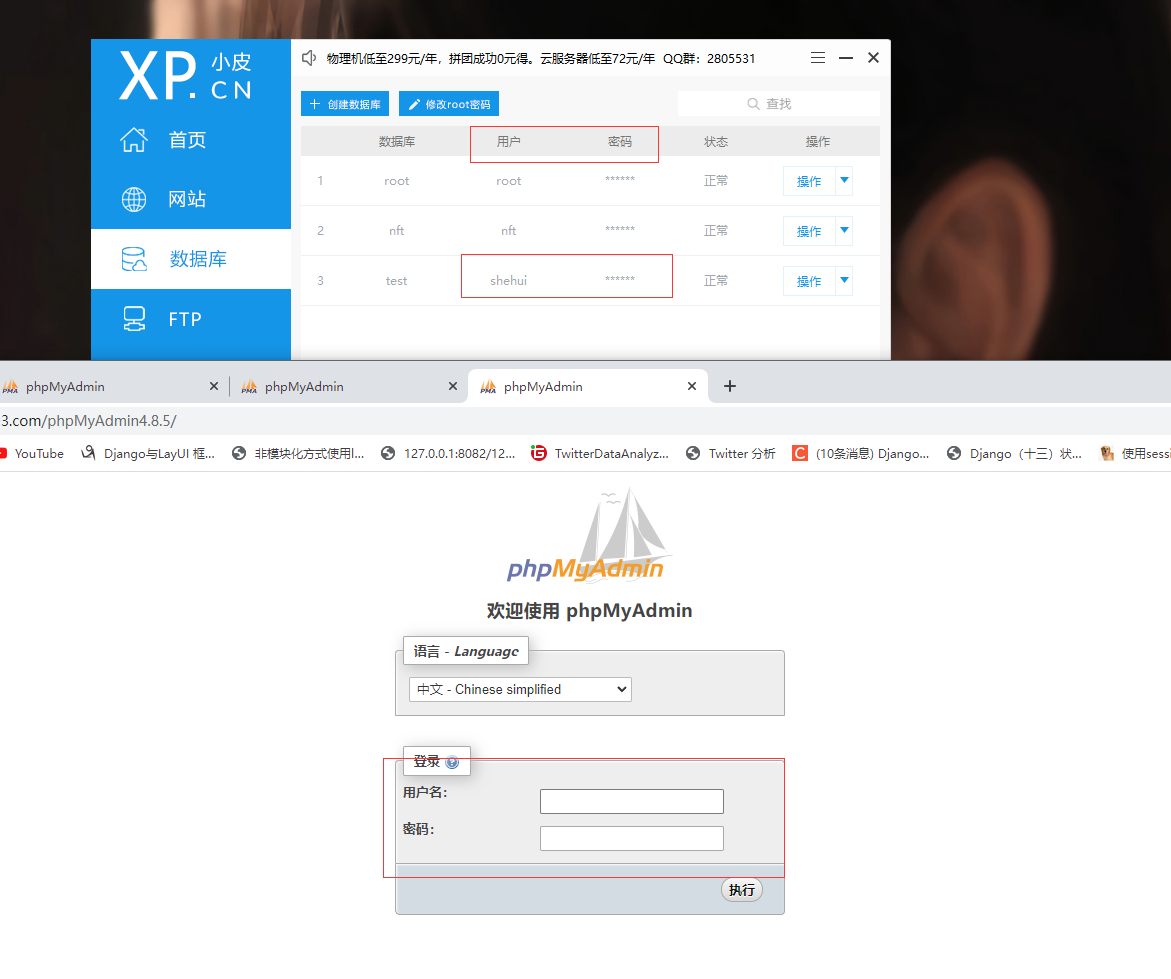 XP.CN 小皮
物理机低至299元/年，拼团成功0元得。云服务器低至72元/年 QQ群：2805531
首页
网站
数据库
FTP
创建数据库 修改root密码 查找
数据库 用户 密码 状态 操作
1 root root ****** 正常 操作
2 nft nft ****** 正常 操作
3 test shehui ****** 正常 操作
phpMyAdmin phpMyAdmin phpMyAdmin
3.com/phpMyAdmin4.8.5/
YouTube Django与LayUI 框... 非模块化方式使用l... 127.0.0.1:8082/12... TwitterDataAnalyz... Twitter 分析 (10条消息) Django... Django（十三）状... 使用sessi
phpMyAdmin
欢迎使用 phpMyAdmin
语言 - Language
中文 - Chinese simplified
登录
用户名：
密码：
执行